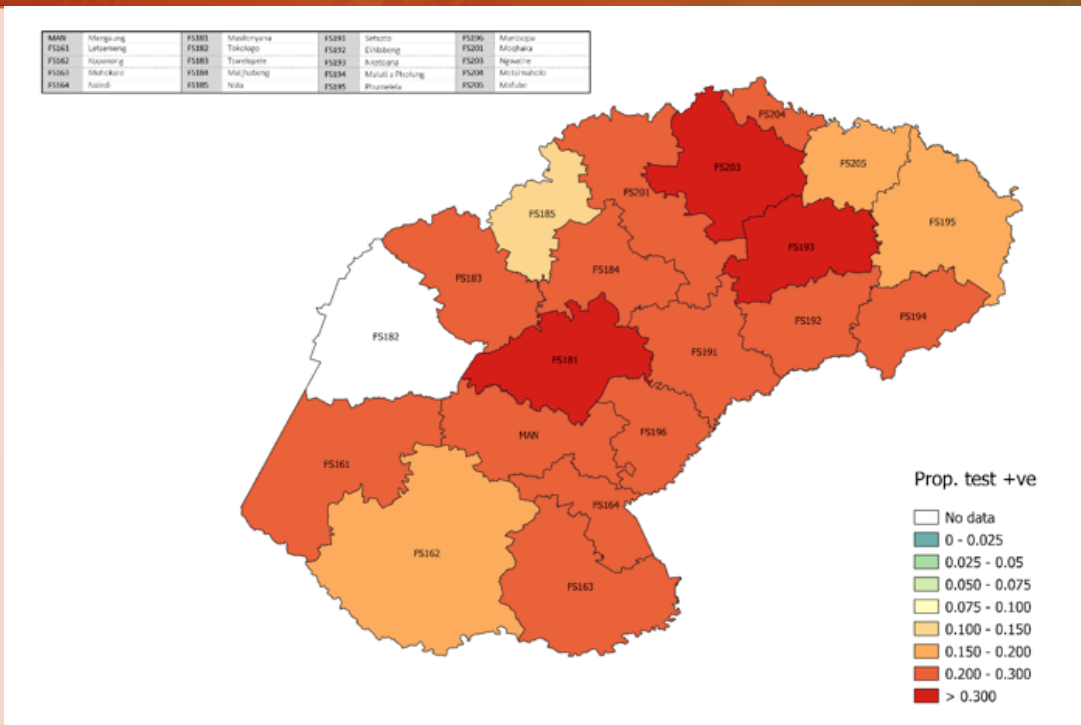 MAN Mangaung FS181 Masilonyana FS191 Setsoto FS196 Mantsopa
FS161 Letsemeng FS182 Tokologo FS192 Dihlabeng FS201 Moqhaka
FS162 Kopanong FS183 Tswelopele FS193 Nketoana FS203 Ngwathe
FS163 Mohokare FS184 Matjhabeng FS194 Maluti a Phofung FS204 Metsimaholo
FS164 Naledi FS185 Nala FS195 Phumelela FS205 Mafube
FS204
FS203
FS205
FS201
FS185
FS195
FS193
FS184
FS183
FS192
FS194
FS182
FS191
FS181
MAN
FS196
FS161
FS164
FS162
FS163
Prop. test +ve
No data
0 - 0.025
0.025 - 0.05
0.050 - 0.075
0.075 - 0.100
0.100 - 0.150
0.150 - 0.200
0.200 - 0.300
> 0.300